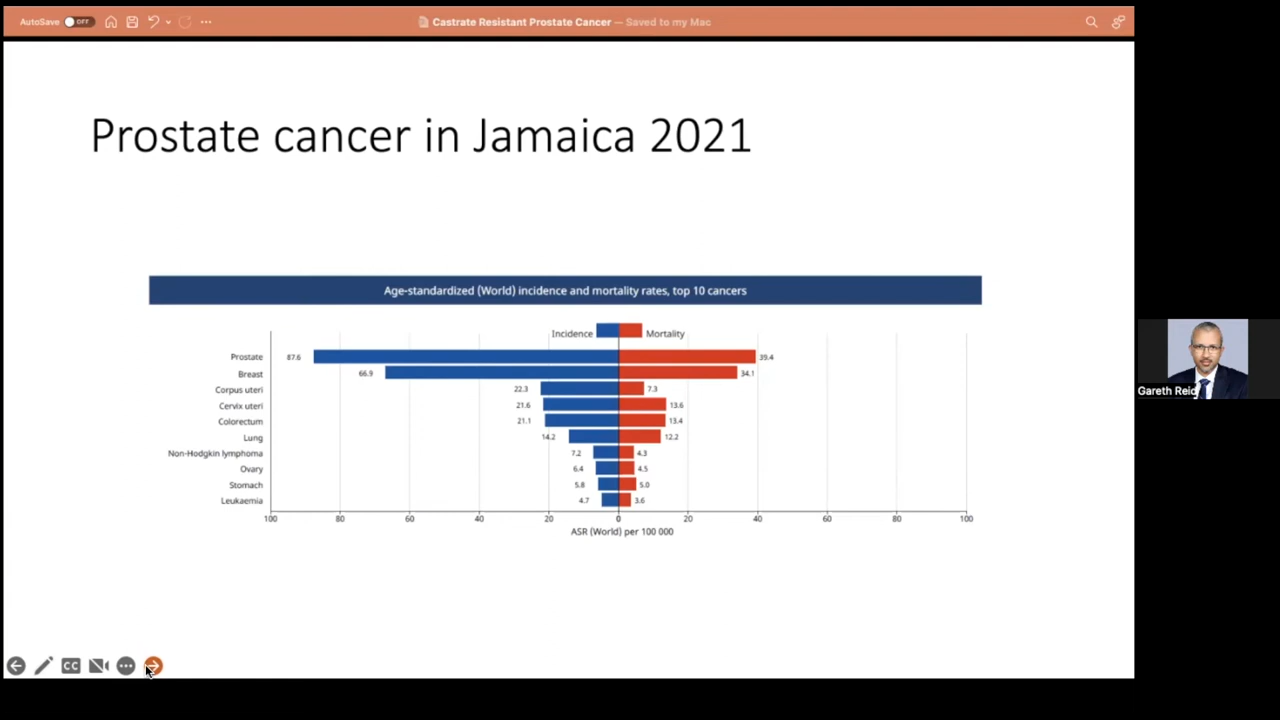 AutoSave OFF Castrate Resistant Prostate Cancer — Saved to my Mac
Prostate cancer in Jamaica 2021
Age-standardized (World) incidence and mortality rates, top 10 cancers
Incidence Mortality
Prostate 87.6 39.4
Breast 66.9 34.1
Corpus uteri 22.3 7.3
Cervix uteri 21.6 13.6
Colorectum 21.1 13.4
Lung 14.2 12.2
Non-Hodgkin lymphoma 7.2 4.3
Ovary 6.4 4.5
Stomach 5.8 5.0
Leukaemia 4.7 3.6
100 80 60 40 20 0 20 40 60 80 100
ASR (World) per 100 000
Gareth Reid
CC